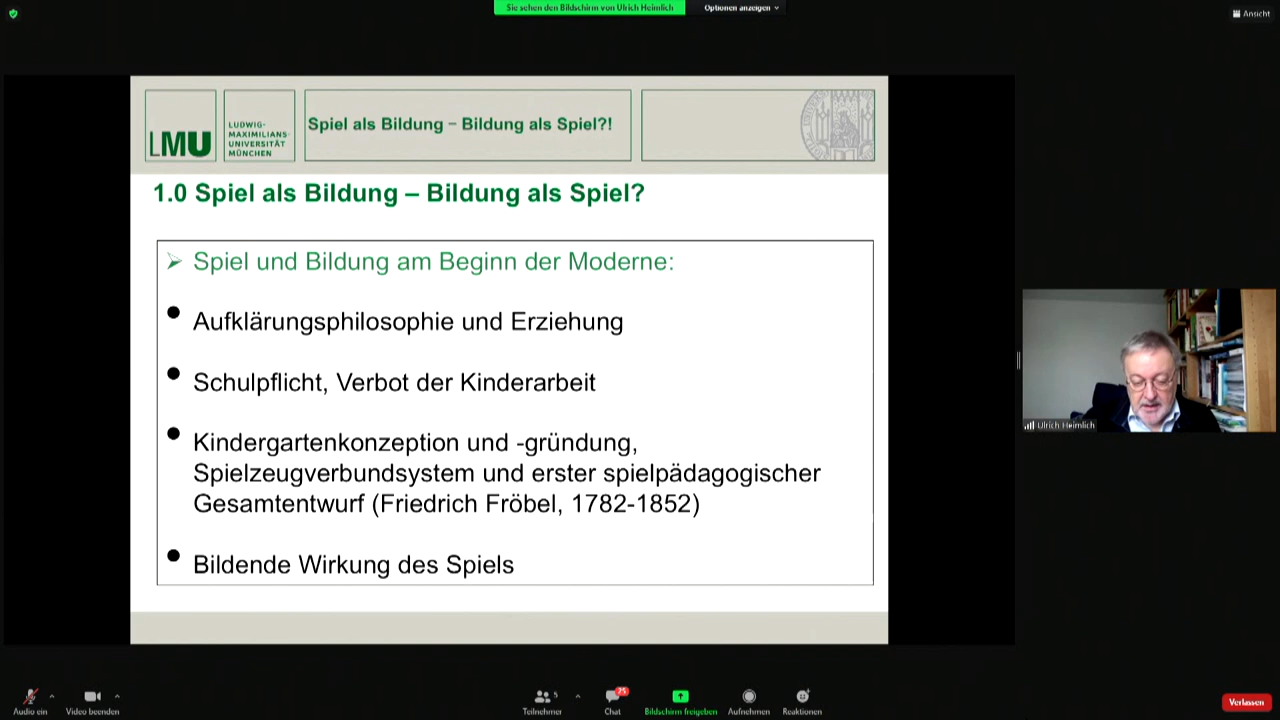 Sie sehen den Bildschirm von Ulrich Heimlich
Optionen anzeigen
Ansicht
LMU
LUDWIG-
MAXIMILIANS-
UNIVERSITÄT
MÜNCHEN
Spiel als Bildung – Bildung als Spiel?!
1.0 Spiel als Bildung – Bildung als Spiel?
Spiel und Bildung am Beginn der Moderne:
Aufklärungsphilosophie und Erziehung
Schulpflicht, Verbot der Kinderarbeit
Kindergartenkonzeption und -gründung,
Spielzeugverbundsystem und erster spielpädagogischer
Gesamtentwurf (Friedrich Fröbel, 1782-1852)
Bildende Wirkung des Spiels
Ulrich Heimlich
Audio ein
Video beenden
5
Teilnehmer
25
Chat
Bildschirm freigeben
Aufnehmen
Reaktionen
Verlassen